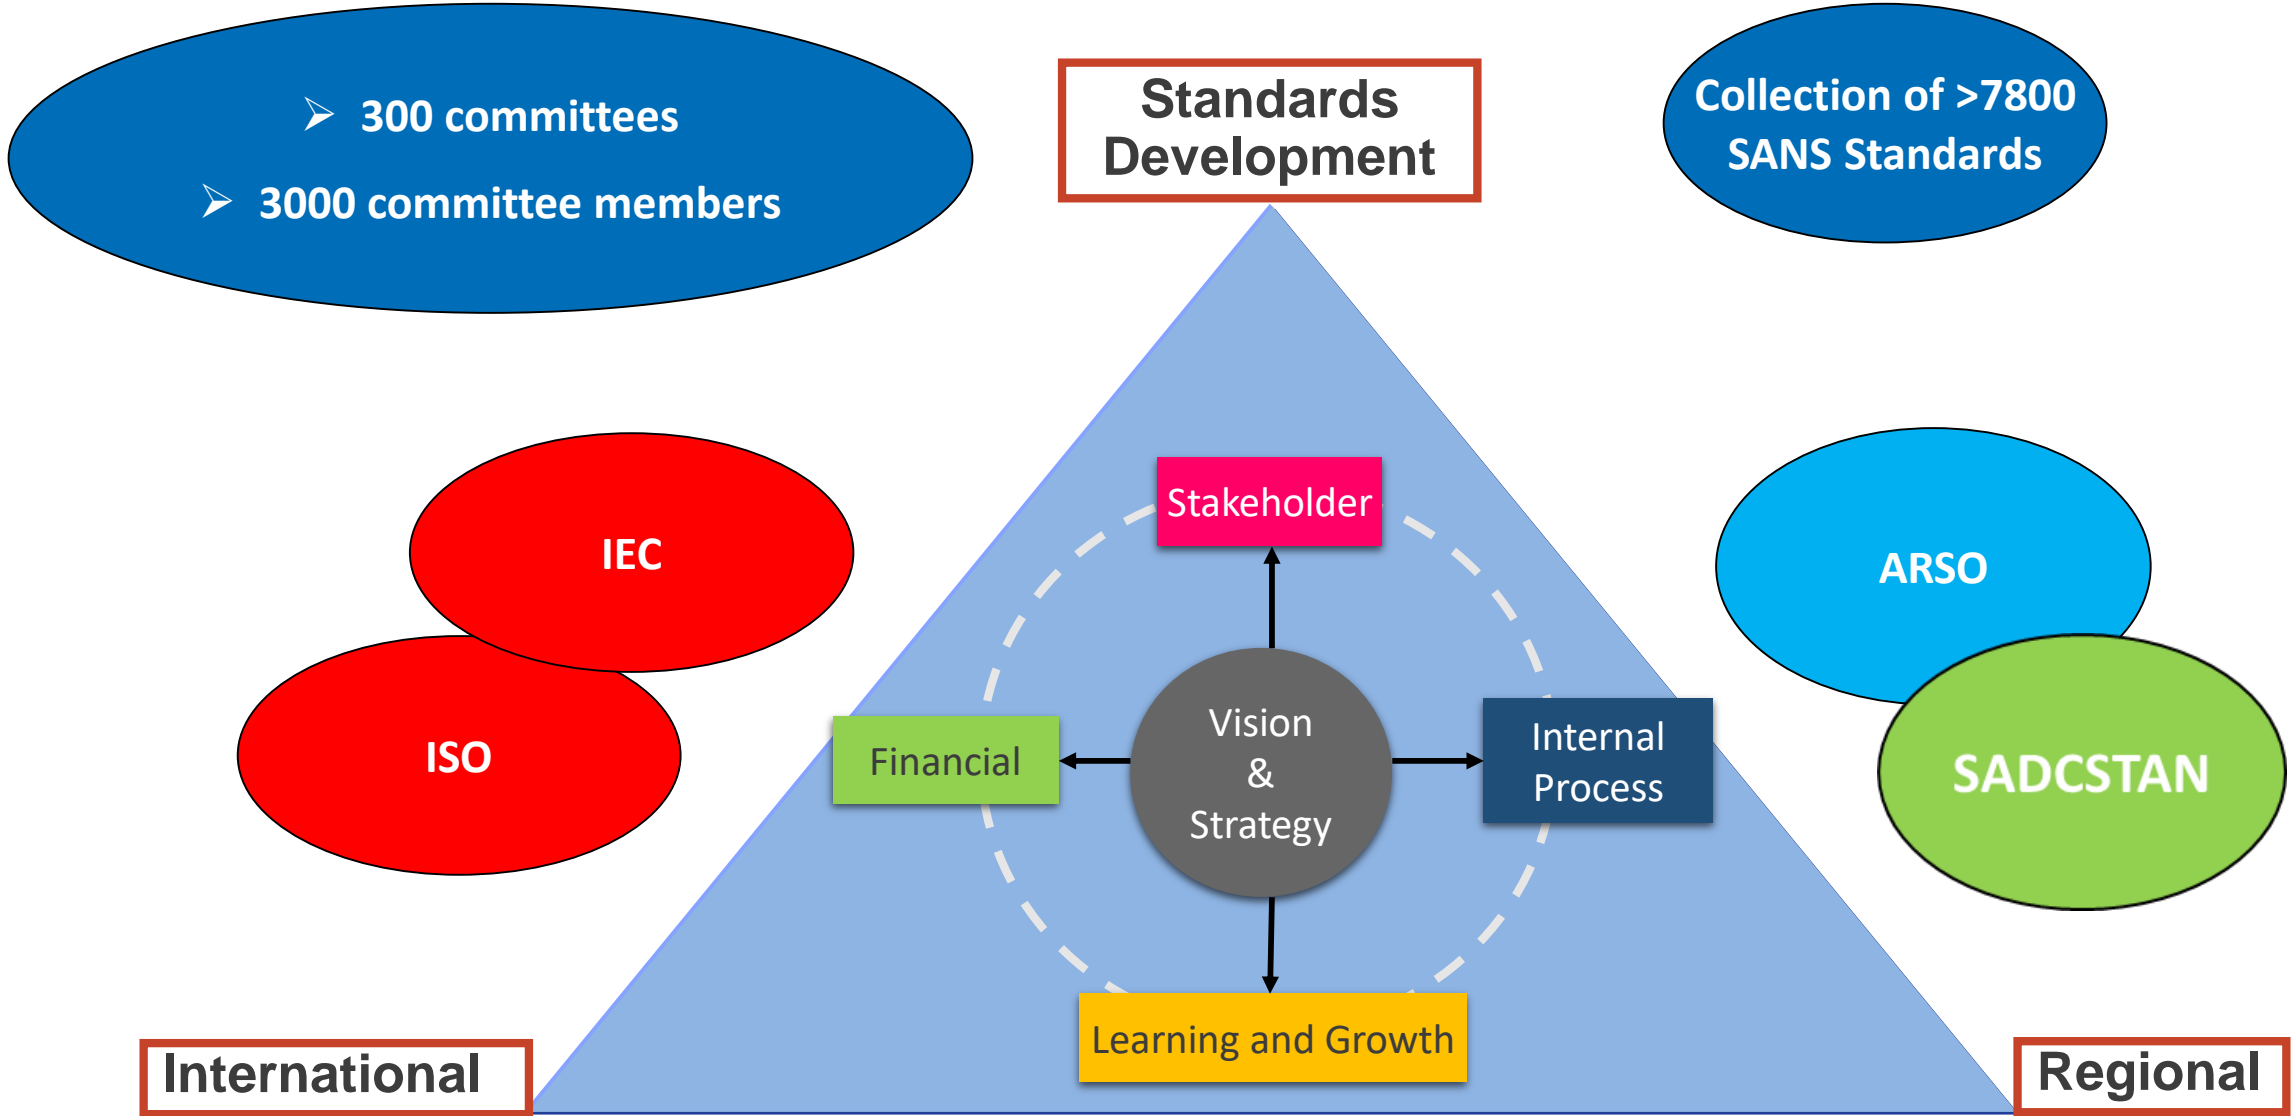 ➢ 300 committees
➢ 3000 committee members
Standards
Development
Collection of >7800
SANS Standards
IEC
ISO
Stakeholder
Financial
Vision
&
Strategy
Internal
Process
Learning and Growth
ARSO
SADCSTAN
International
Regional